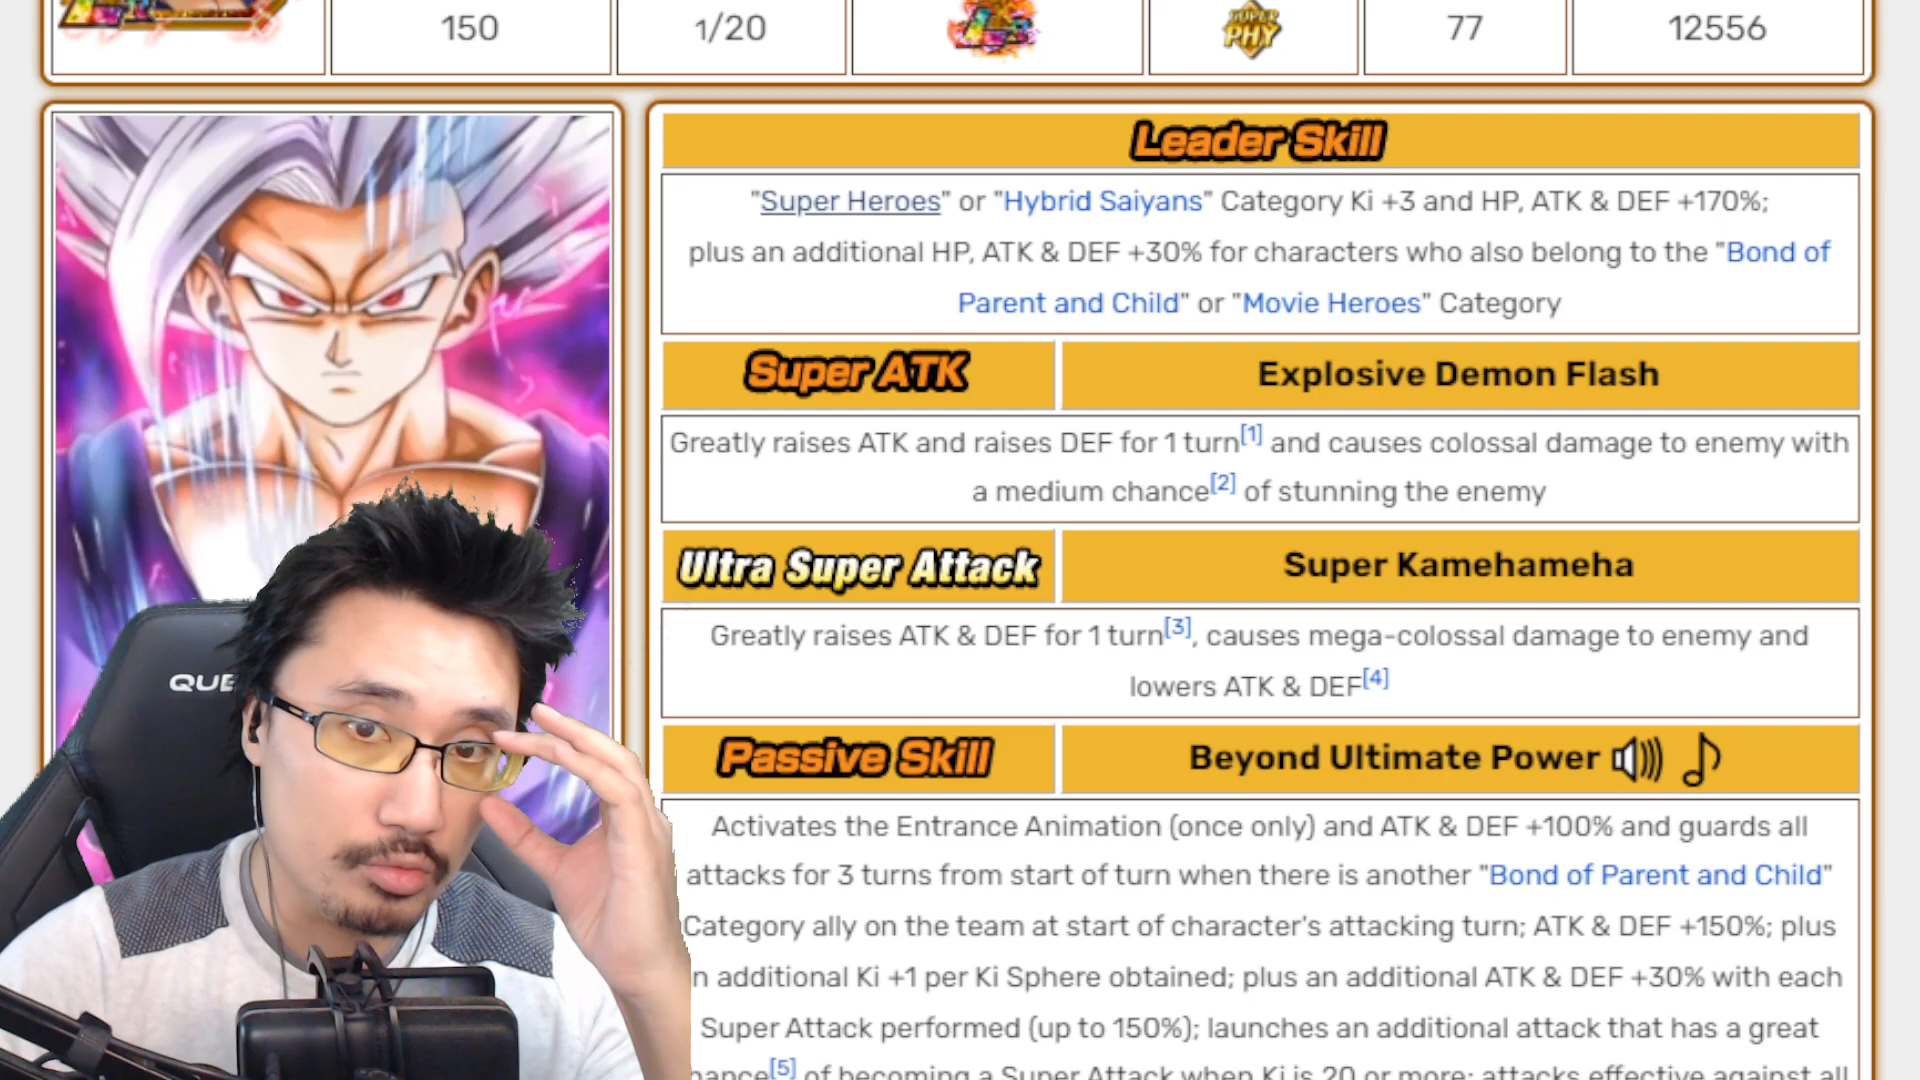 150 1/20 SUPER PHY 77 12556
Leader Skill
"Super Heroes" or "Hybrid Saiyans" Category Ki +3 and HP, ATK & DEF +170%;
plus an additional HP, ATK & DEF +30% for characters who also belong to the "Bond of
Parent and Child" or "Movie Heroes" Category
Super ATK Explosive Demon Flash
Greatly raises ATK and raises DEF for 1 turn[1] and causes colossal damage to enemy with
a medium chance[2] of stunning the enemy
Ultra Super Attack Super Kamehameha
Greatly raises ATK & DEF for 1 turn[3], causes mega-colossal damage to enemy and
lowers ATK & DEF[4]
QUE
Passive Skill Beyond Ultimate Power
Activates the Entrance Animation (once only) and ATK & DEF +100% and guards all
attacks for 3 turns from start of turn when there is another "Bond of Parent and Child"
Category ally on the team at start of character's attacking turn; ATK & DEF +150%; plus
n additional Ki +1 per Ki Sphere obtained; plus an additional ATK & DEF +30% with each
Super Attack performed (up to 150%); launches an additional attack that has a great
hance[5] of becoming a Super Attack when Ki is 20 or more; attacks effective against all